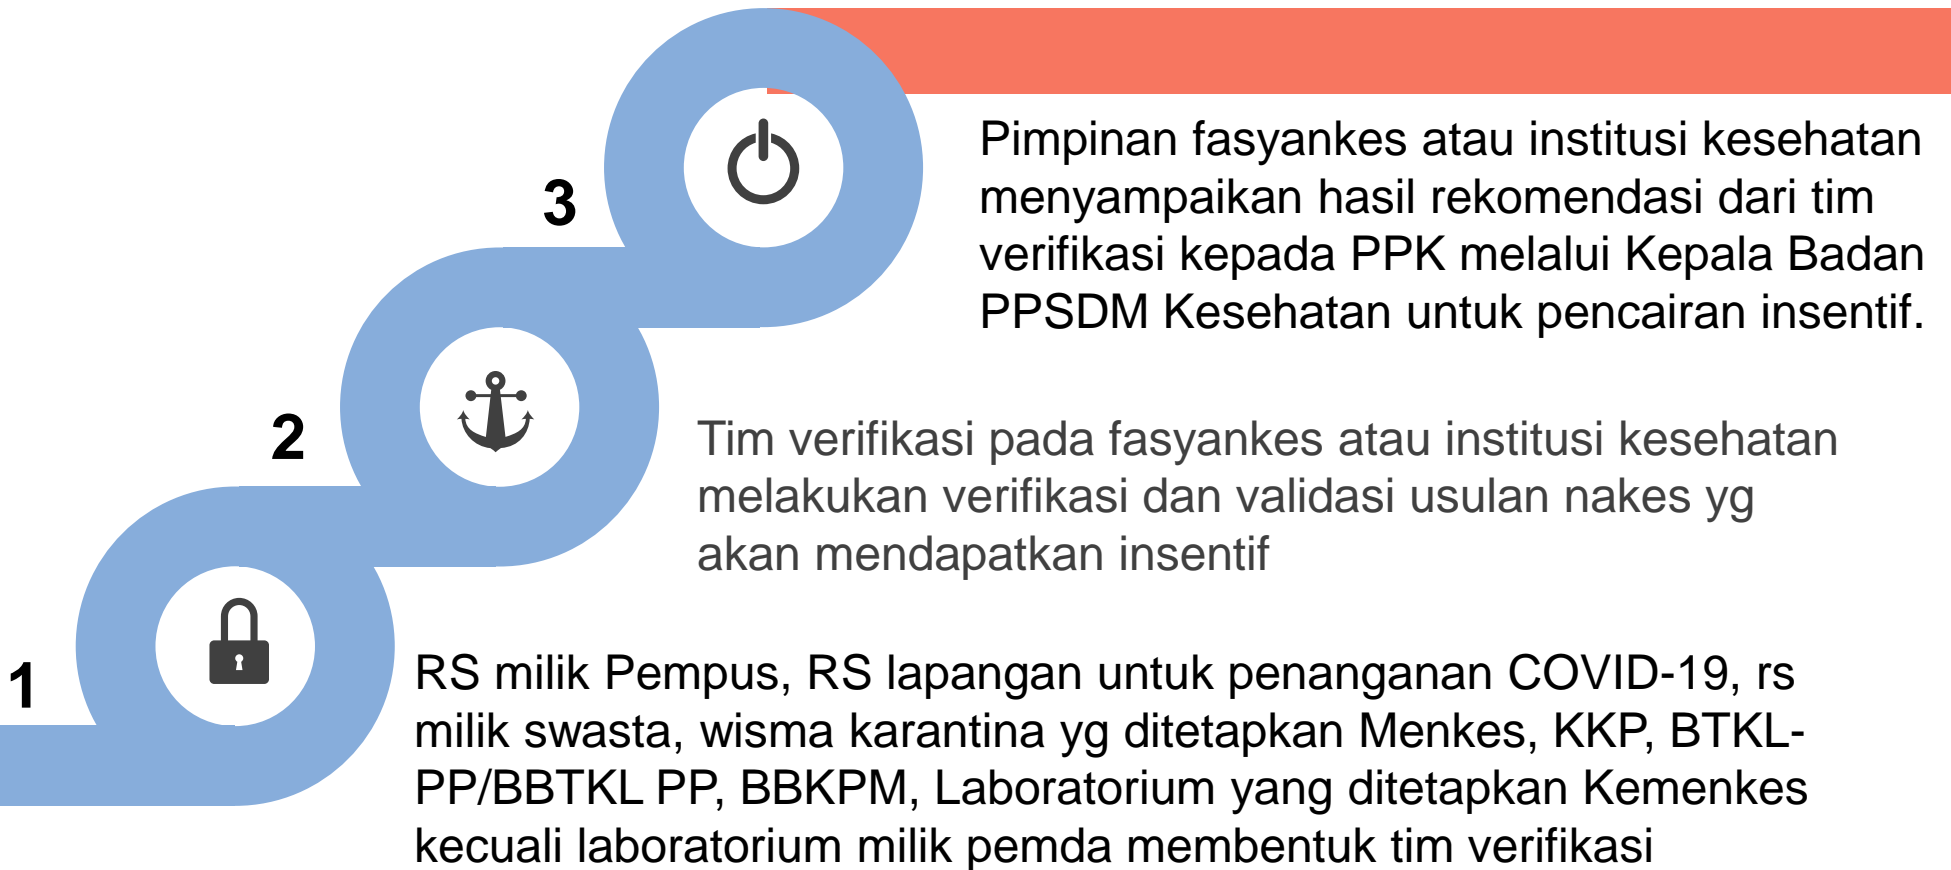 3
Pimpinan fasyankes atau institusi kesehatan
menyampaikan hasil rekomendasi dari tim
verifikasi kepada PPK melalui Kepala Badan
PPSDM Kesehatan untuk pencairan insentif.
2
Tim verifikasi pada fasyankes atau institusi kesehatan
melakukan verifikasi dan validasi usulan nakes yg
akan mendapatkan insentif
1
RS milik Pempus, RS lapangan untuk penanganan COVID-19, rs
milik swasta, wisma karantina yg ditetapkan Menkes, KKP, BTKL-
PP/BBTKL PP, BBKPM, Laboratorium yang ditetapkan Kemenkes
kecuali laboratorium milik pemda membentuk tim verifikasi